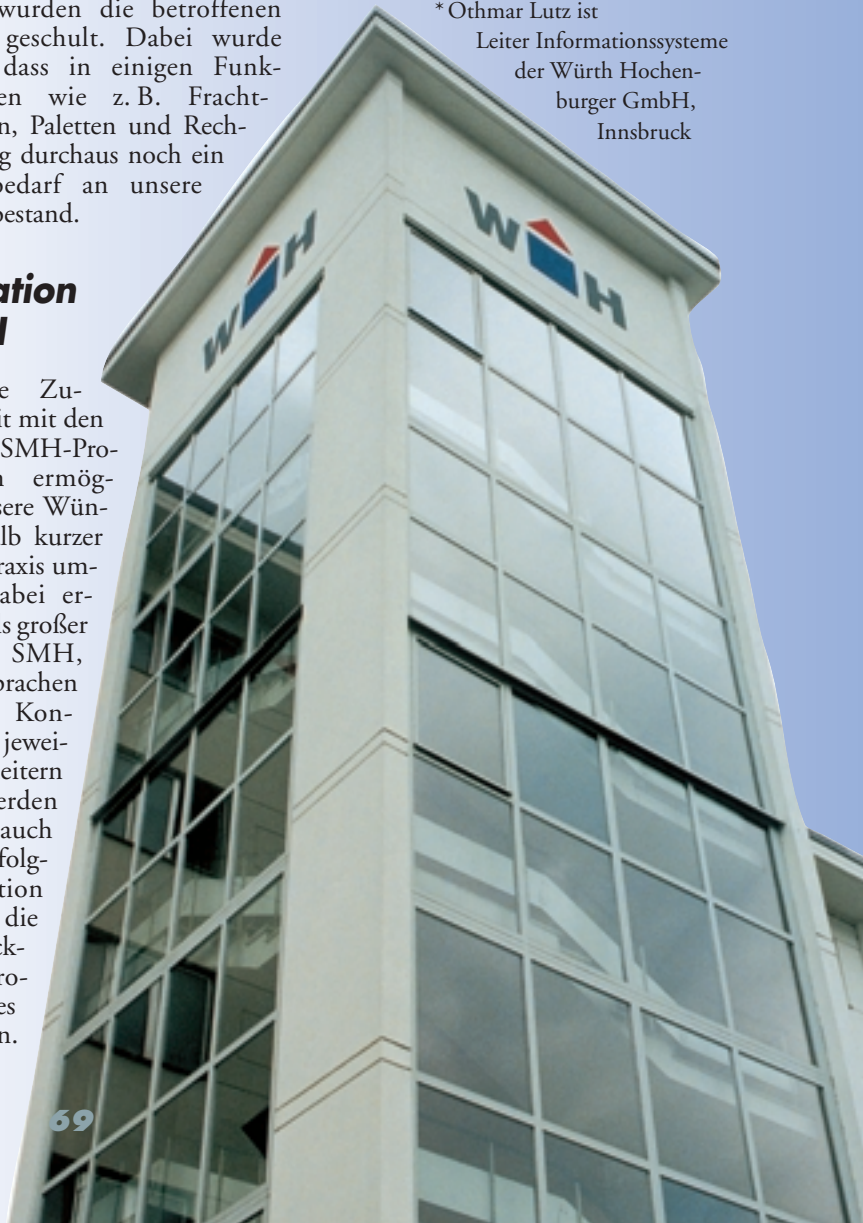 wurden die betroffenen
geschult. Dabei wurde
dass in einigen Funk-
en wie z. B. Fracht-
n, Paletten und Rech-
g durchaus noch ein
bedarf an unsere
bestand.
ation
e Zu-
it mit den
SMH-Pro-
n ermög-
sere Wün-
lb kurzer
raxis um-
abei er-
ls großer
SMH,
prachen
Kon-
jewei-
eitern
erden
auch
folg-
tion
die
ck-
ro-
es
n.
69
* Othmar Lutz ist
Leiter Informationssysteme
der Würth Hochen-
burger GmbH,
Innsbruck
W H
W H